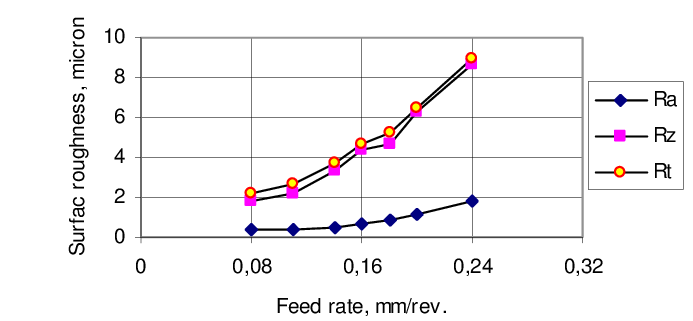 Surfac roughness, micron
10
8
6
4
2
0
0 0,08 0,16 0,24 0,32
Feed rate, mm/rev.
Ra
Rz
Rt